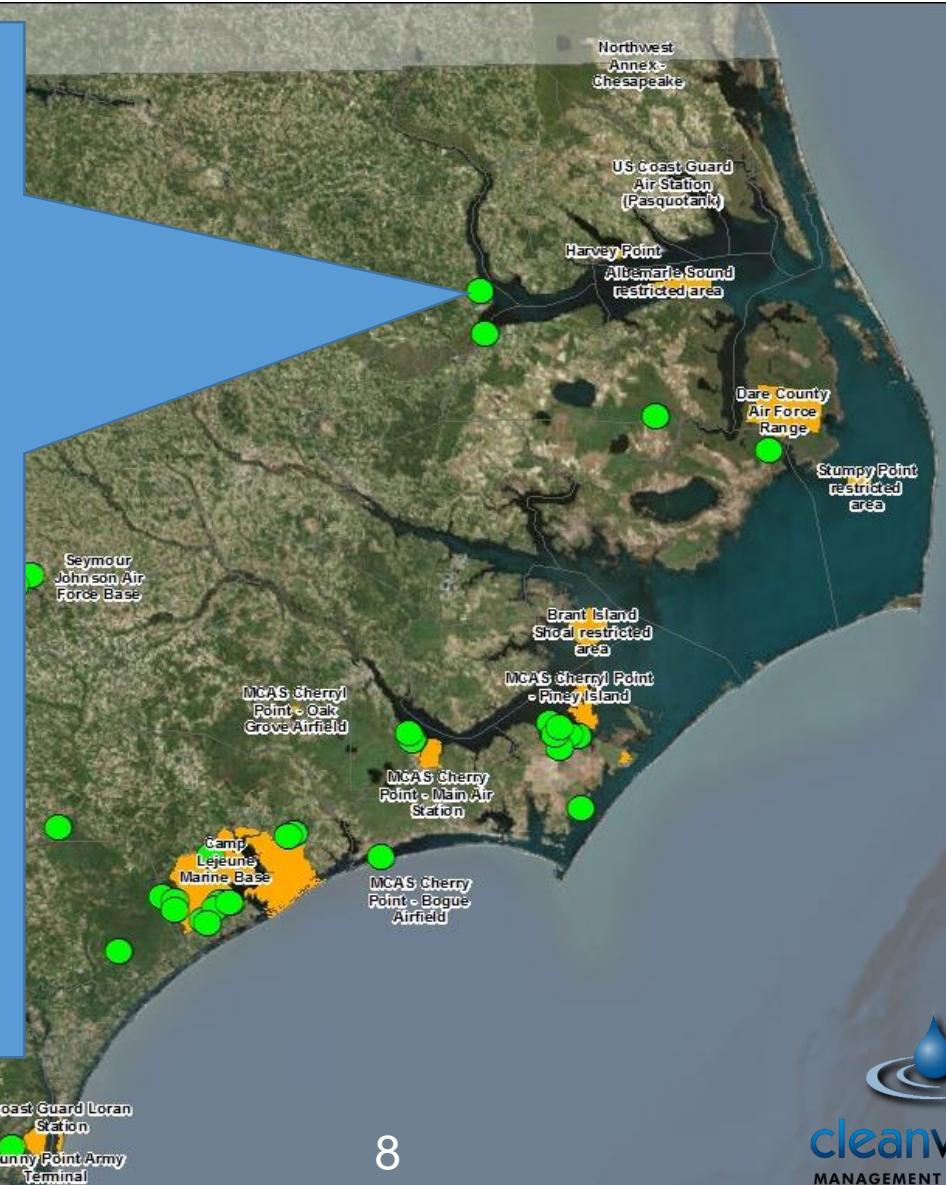 Northwest
Annex -
Chesapeake
US Coast Guard
Air Station
(Pasquotank)
Harvey Point
Albemarle Sound
restricted area
Dare County
Air Force
Range
Stumpy Point
restricted
area
Seymour
Johnson Air
Force Base
Brant Island
Shoal restricted
area
MCAS Cherryl Point
- Piney Island
MCAS Cherryl
Point - Oak
Grove Airfield
MCAS Cherry
Point - Main Air
Station
Camp
Lejeune
Marine Base
MCAS Cherry
Point - Bogue
Airfield
oast Guard Loran
Station
unny Point Army
Terminal
8
cleanw
MANAGEMENT